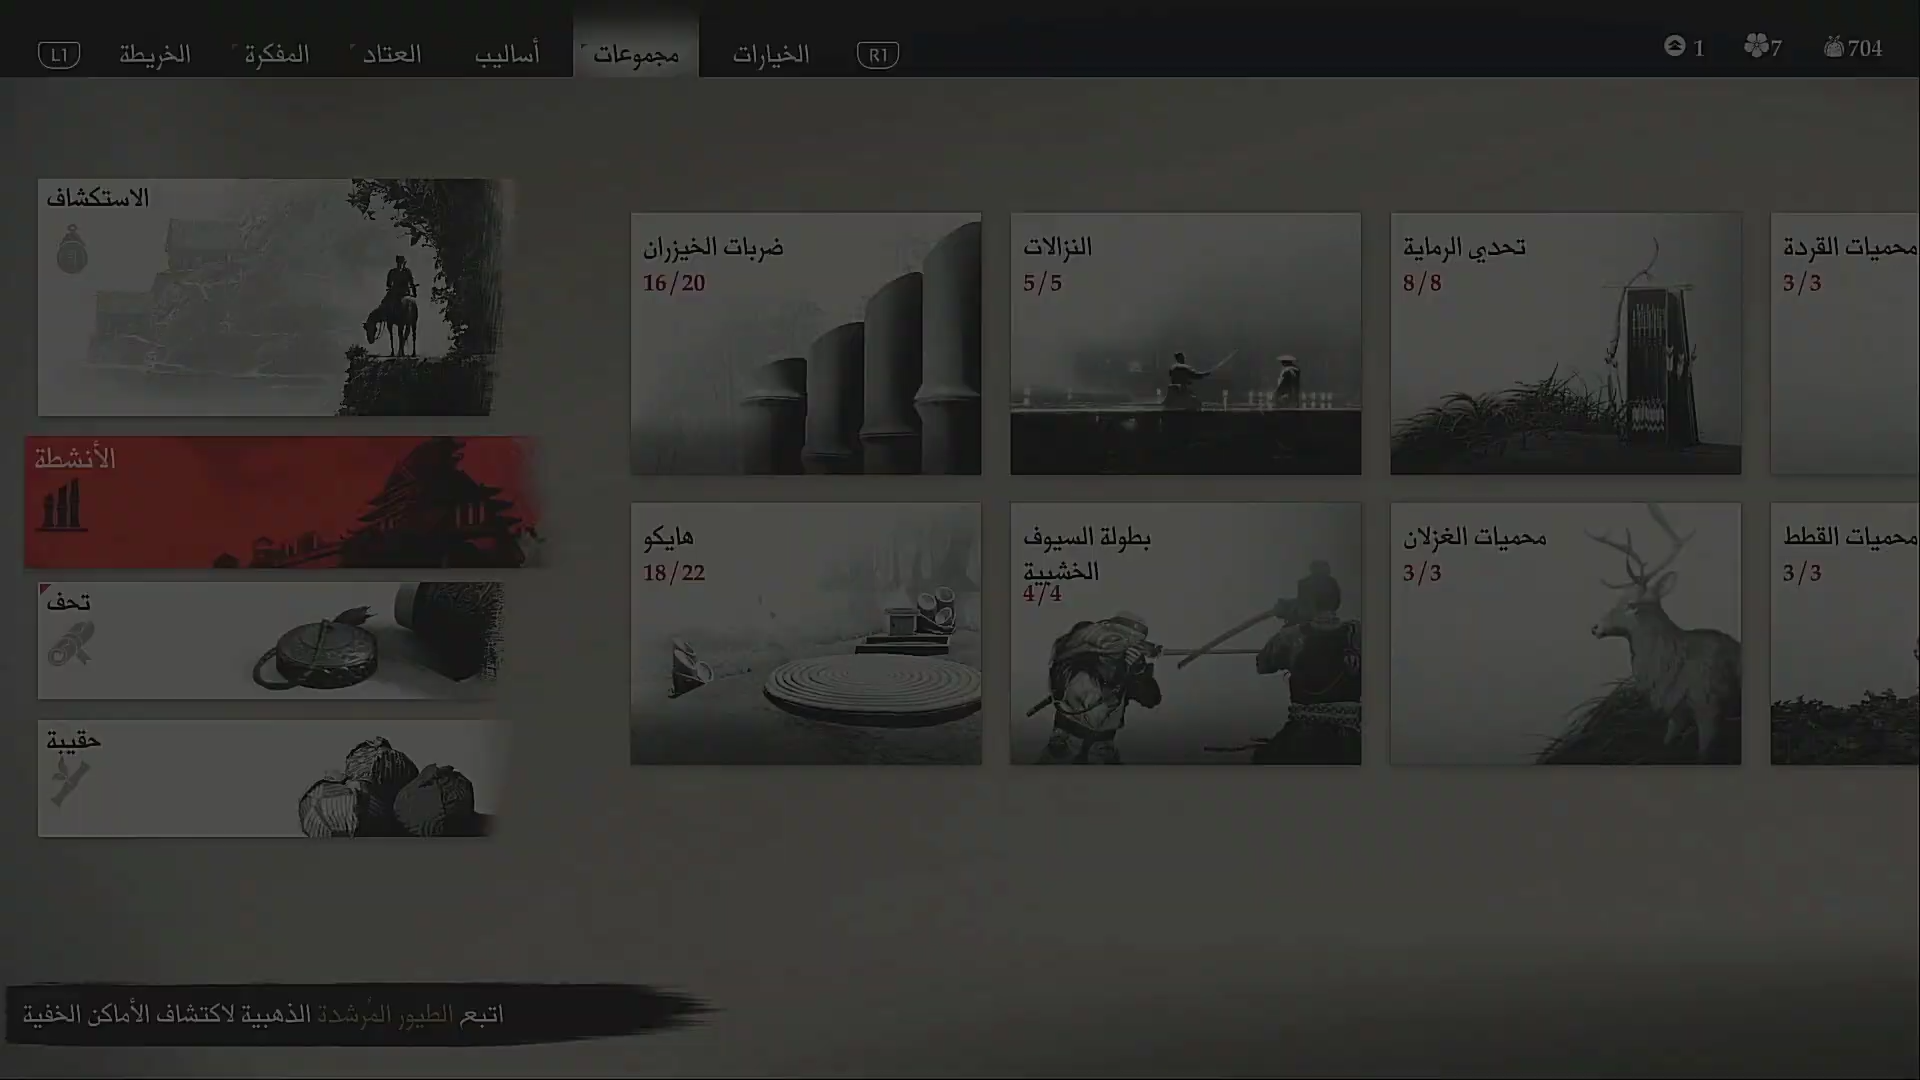 L1
الخريطة
المفكرة
العتاد
أساليب
مجموعات
الخيارات
R1
1
7
704
الاستكشاف
الأنشطة
تحف
حقيبة
ضربات الخيزران
16/20
النزالات
5/5
تحدي الرماية
8/8
محميات القردة
3/3
هايكو
18/22
بطولة السيوف
الخشبية
4/4
محميات الغزلان
3/3
محميات القطط
3/3
اتبع الطيور المُرشدة الذهبية لاكتشاف الأماكن الخفية